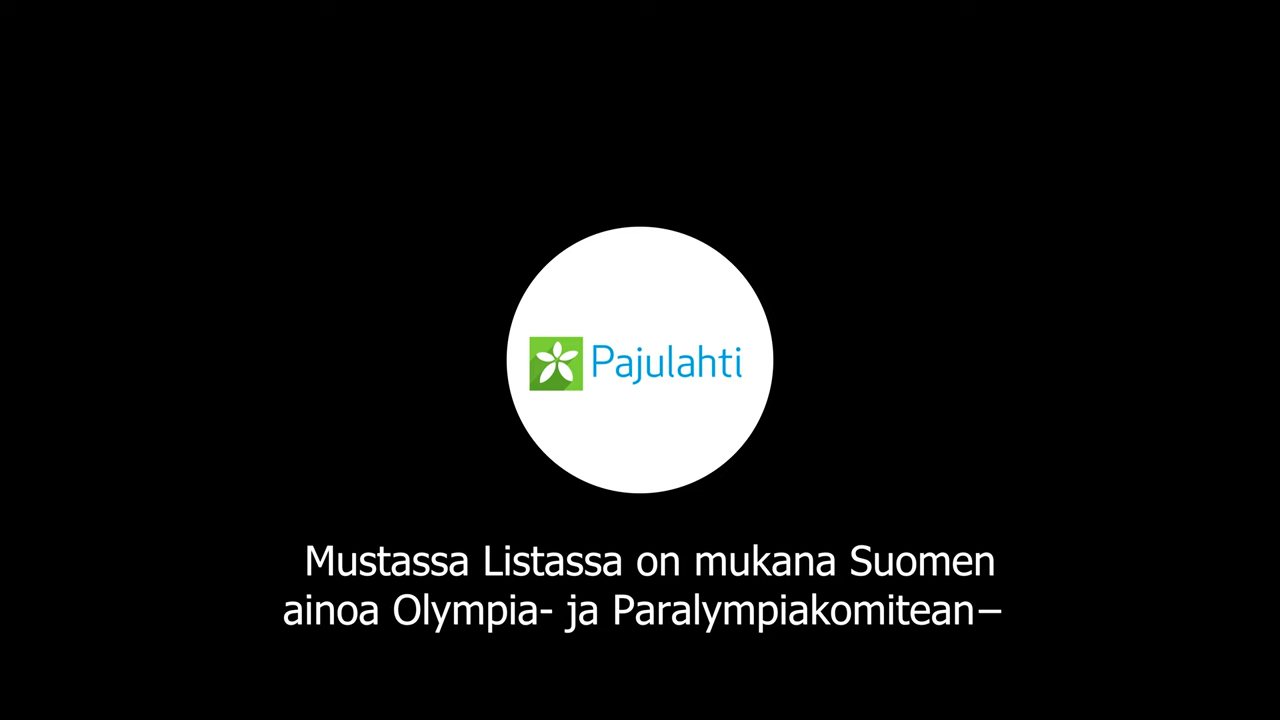 Pajulahti
Mustassa Listassa on mukana Suomen
ainoa Olympia- ja Paralympiakomitean–